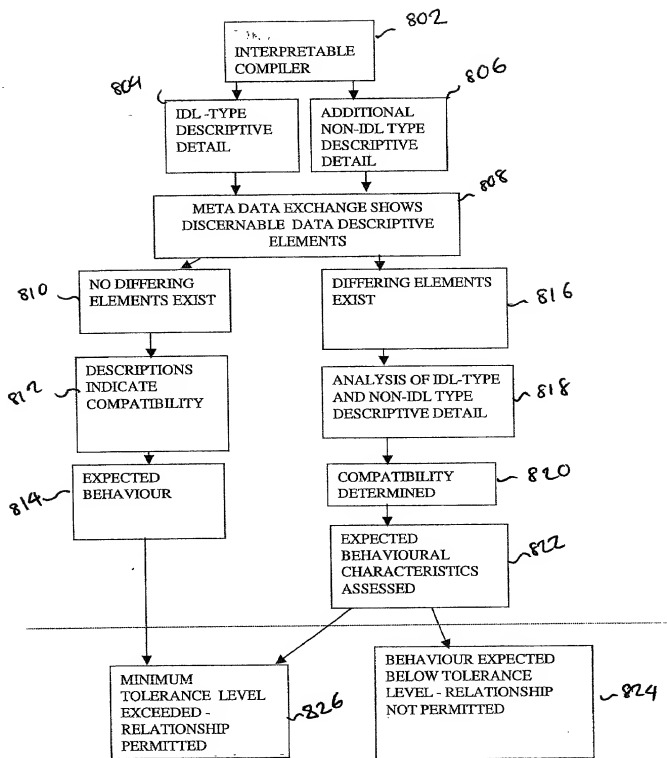 802
INTERPRETABLE
COMPILER
804
806
IDL-TYPE
DESCRIPTIVE
DETAIL
ADDITIONAL
NON-IDL TYPE
DESCRIPTIVE
DETAIL
808
META DATA EXCHANGE SHOWS
DISCERNABLE DATA DESCRIPTIVE
ELEMENTS
810
NO DIFFERING
ELEMENTS EXIST
DIFFERING ELEMENTS
EXIST
816
812
DESCRIPTIONS
INDICATE
COMPATIBILITY
ANALYSIS OF IDL-TYPE
AND NON-IDL TYPE
DESCRIPTIVE DETAIL
818
814
EXPECTED
BEHAVIOUR
COMPATIBILITY
DETERMINED
820
EXPECTED
BEHAVIOURAL
CHARACTERISTICS
ASSESSED
822
MINIMUM
TOLERANCE LEVEL
EXCEEDED -
RELATIONSHIP
PERMITTED
826
BEHAVIOUR EXPECTED
BELOW TOLERANCE
LEVEL - RELATIONSHIP
NOT PERMITTED
824